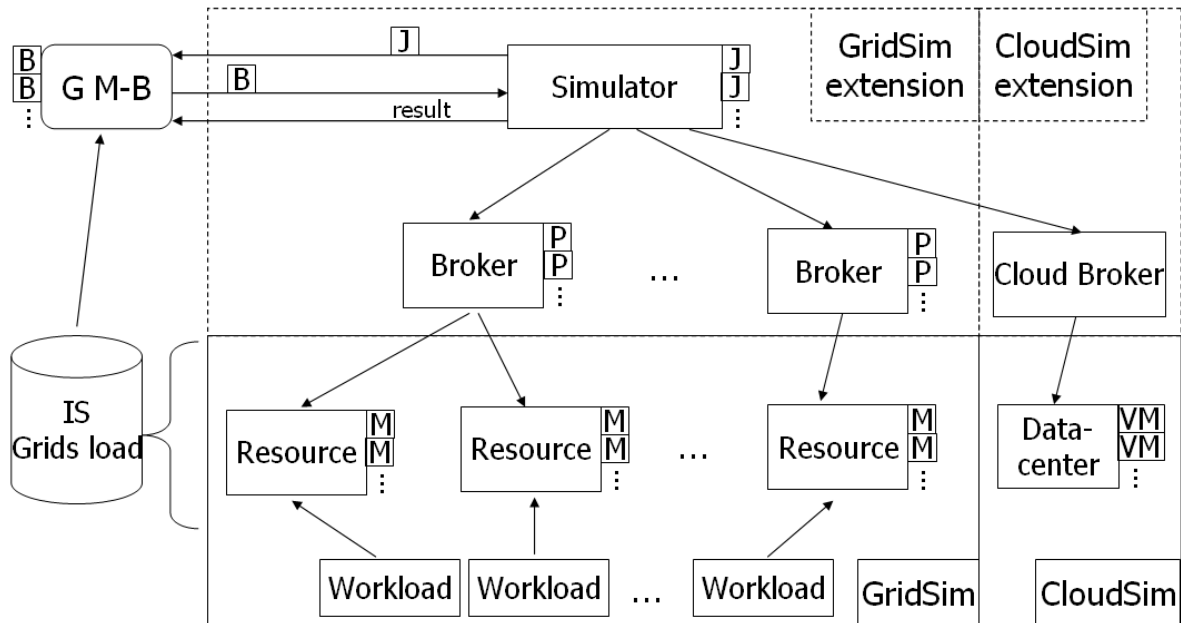 J
B
B
⋮
G M-B
B
result
Simulator
J
J
⋮
GridSim
extension
CloudSim
extension
Broker
P
P
⋮
...
Broker
P
P
⋮
Cloud Broker
IS
Grids load
Resource
M
M
⋮
Resource
M
M
⋮
...
Resource
M
M
⋮
Data-
center
VM
VM
⋮
Workload
Workload
...
Workload
GridSim
CloudSim